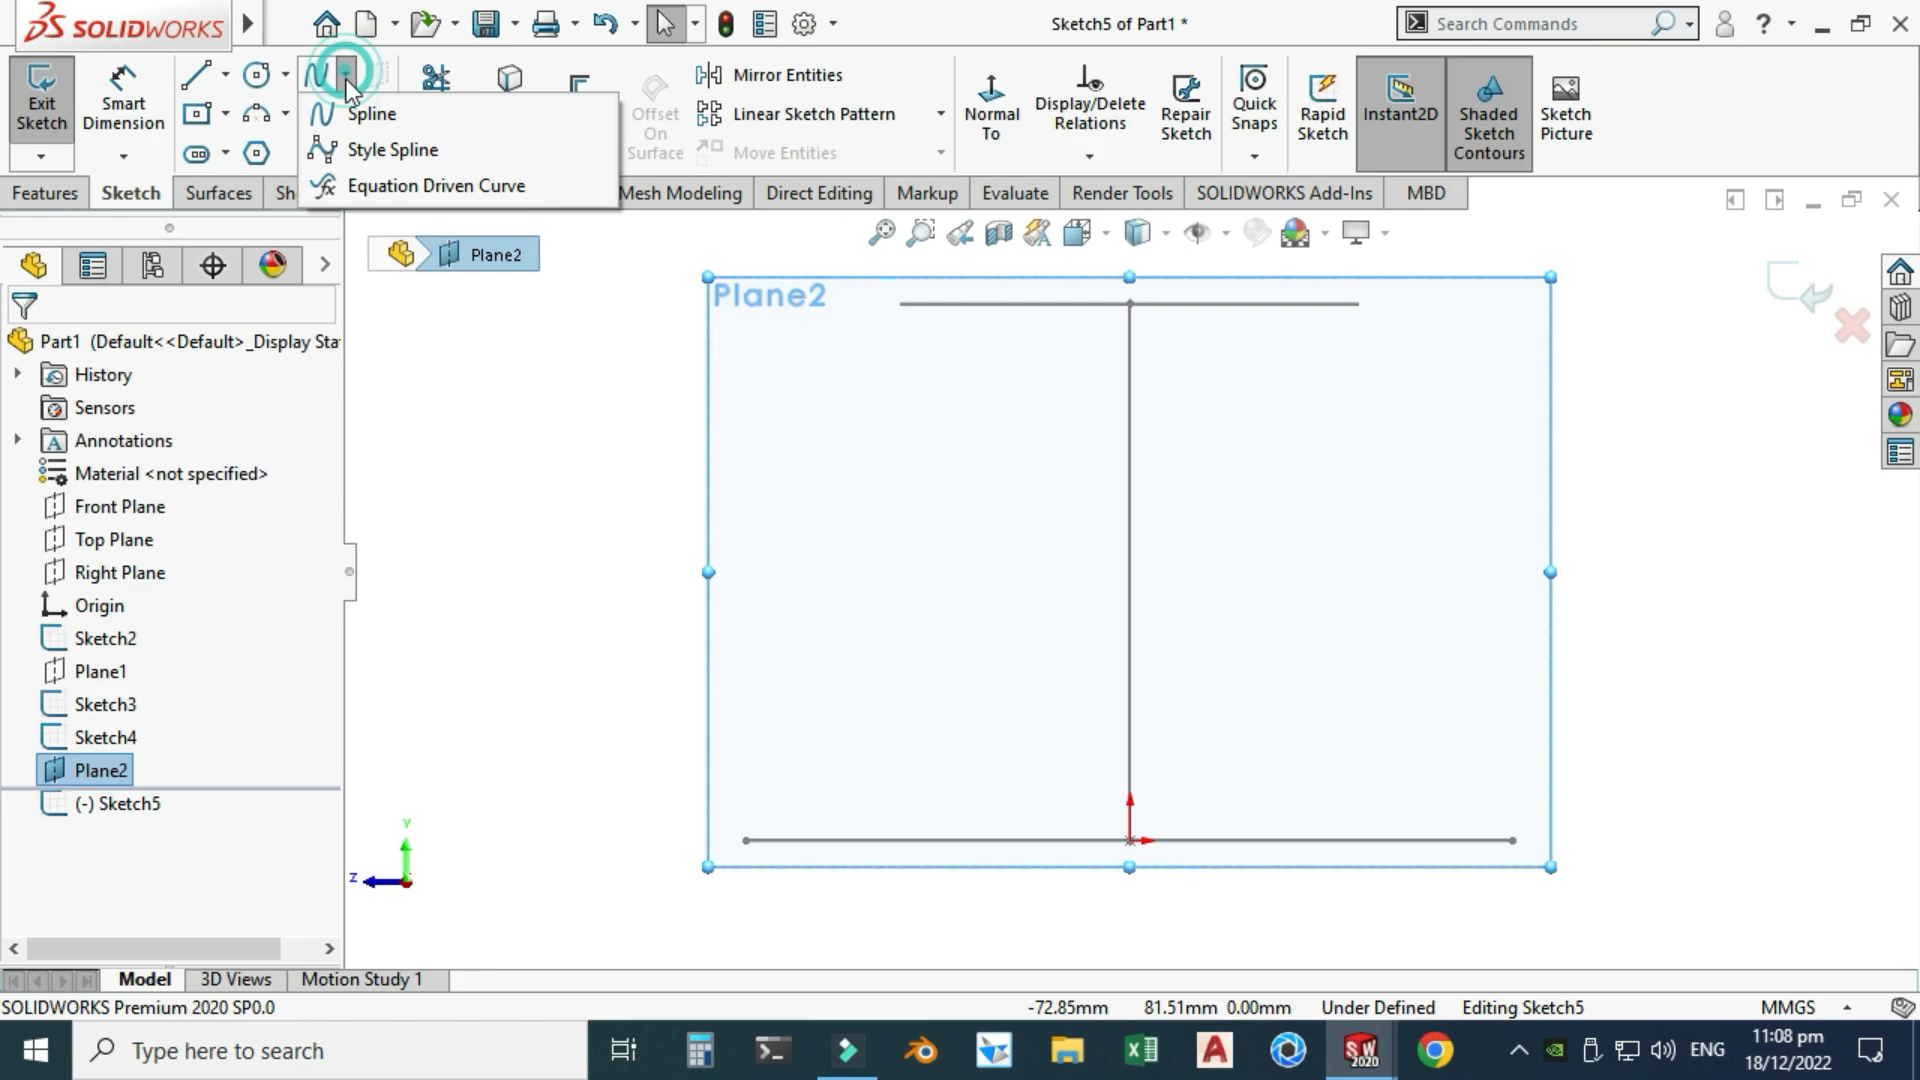 SOLIDWORKS
Sketch5 of Part1 *
Search Commands
Exit Sketch
Smart Dimension
Spline
Style Spline
Equation Driven Curve
Offset On Surface
Mirror Entities
Linear Sketch Pattern
Move Entities
Normal To
Display/Delete Relations
Repair Sketch
Quick Snaps
Rapid Sketch
Instant2D
Shaded Sketch Contours
Sketch Picture
Features
Sketch
Surfaces
Sh
Mesh Modeling
Direct Editing
Markup
Evaluate
Render Tools
SOLIDWORKS Add-Ins
MBD
Plane2
Plane2
Part1 (Default<<Default>_Display Sta
History
Sensors
Annotations
Material <not specified>
Front Plane
Top Plane
Right Plane
Origin
Sketch2
Plane1
Sketch3
Sketch4
Plane2
(-) Sketch5
Y
Z
Model
3D Views
Motion Study 1
SOLIDWORKS Premium 2020 SP0.0
-72.85mm 81.51mm 0.00mm Under Defined Editing Sketch5 MMGS
Type here to search
SW 2020
ENG
11:08 pm
18/12/2022